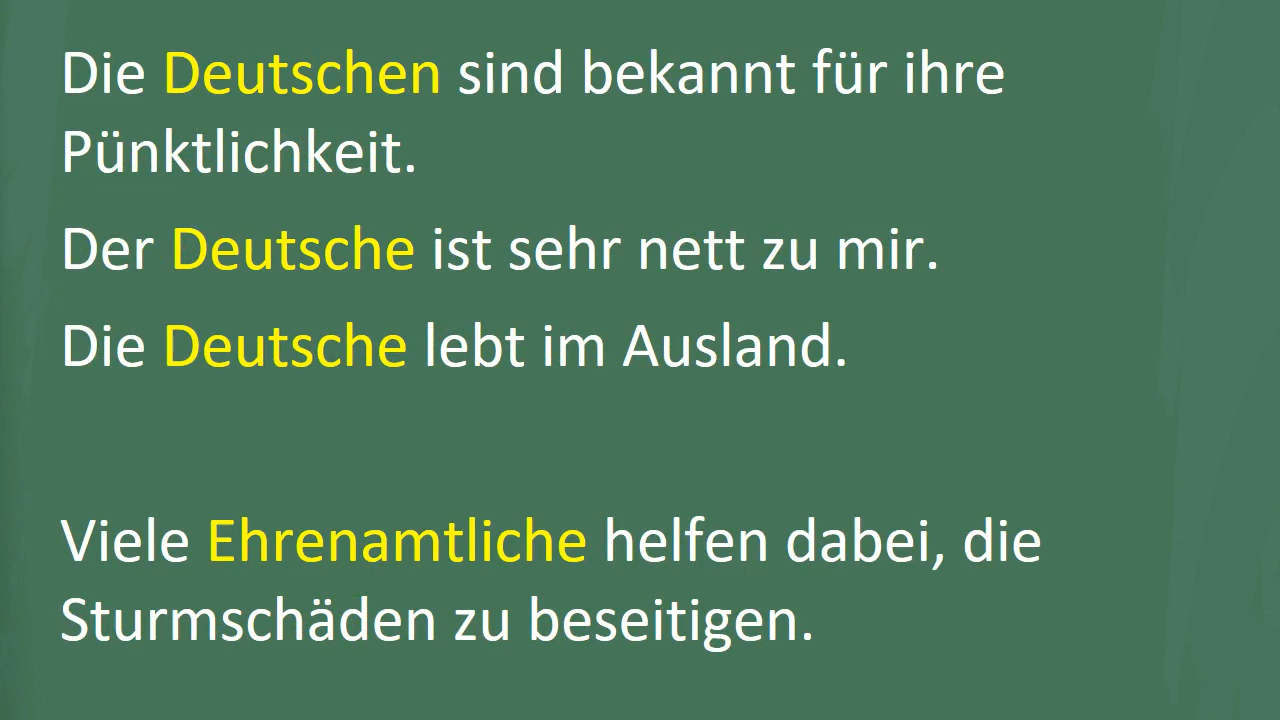 Die Deutschen sind bekannt für ihre
Pünktlichkeit.
Der Deutsche ist sehr nett zu mir.
Die Deutsche lebt im Ausland.
Viele Ehrenamtliche helfen dabei, die
Sturmschäden zu beseitigen.